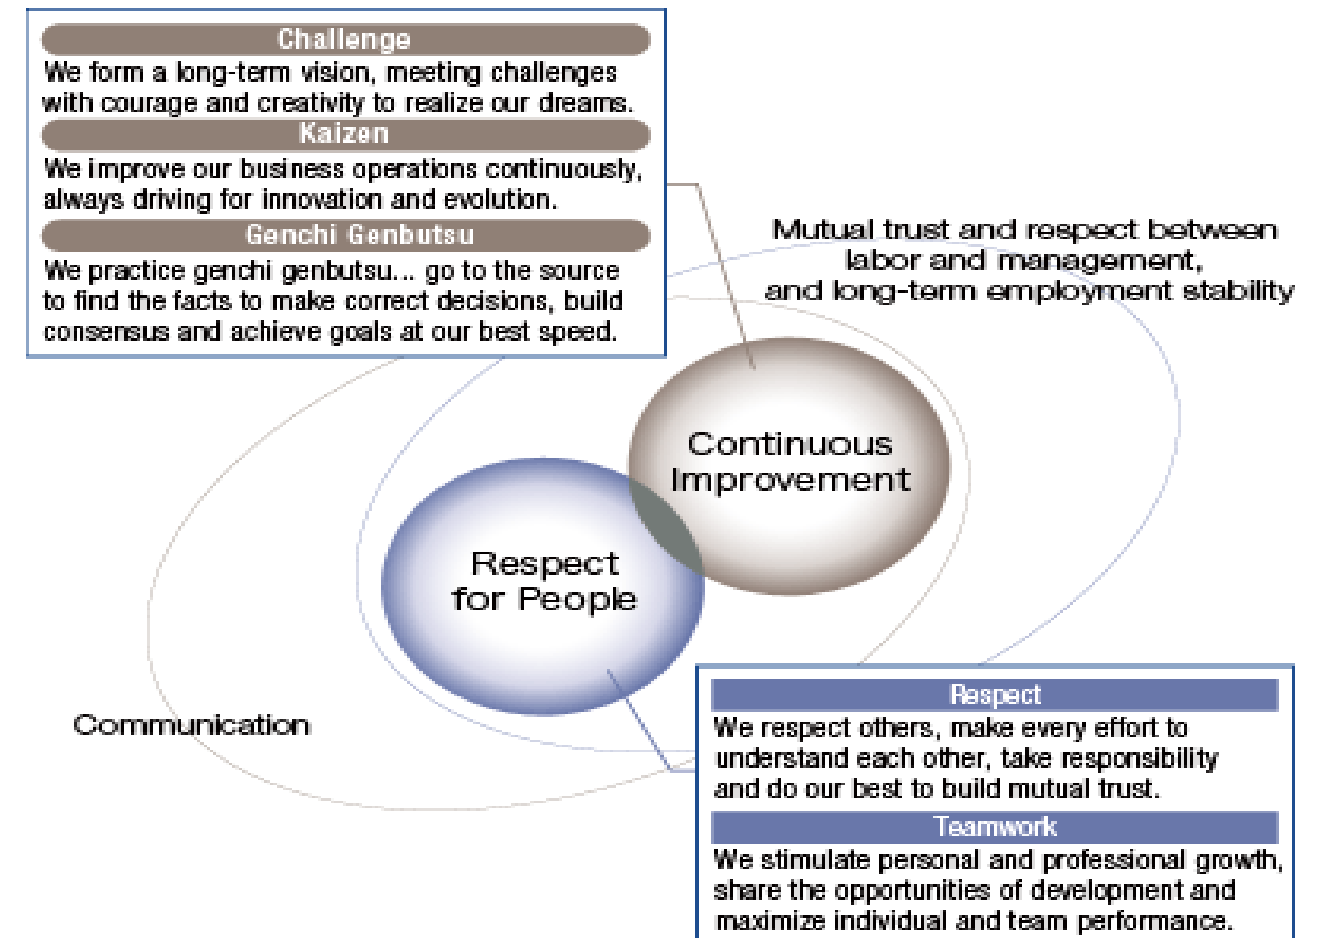 Challenge
We form a long-term vision, meeting challenges
with courage and creativity to realize our dreams.
Kaizen
We improve our business operations continuously,
always driving for innovation and evolution.
Genchi Genbutsu
We practice genchi genbutsu... go to the source
to find the facts to make correct decisions, build
consensus and achieve goals at our best speed.
Mutual trust and respect between
labor and management,
and long-term employment stability
Continuous
Improvement
Respect
for People
Communication
Respect
We respect others, make every effort to
understand each other, take responsibility
and do our best to build mutual trust.
Teamwork
We stimulate personal and professional growth,
share the opportunities of development and
maximize individual and team performance.